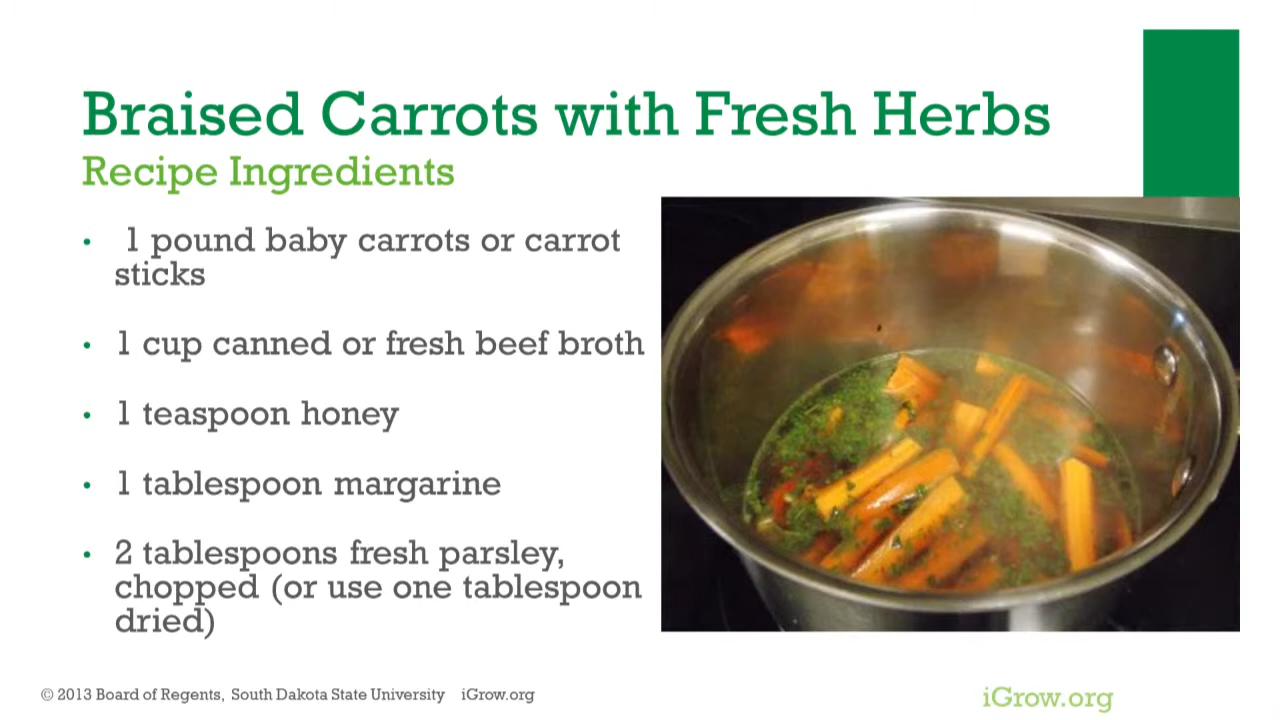 Braised Carrots with Fresh Herbs
Recipe Ingredients
• 1 pound baby carrots or carrot
sticks
• 1 cup canned or fresh beef broth
• 1 teaspoon honey
• 1 tablespoon margarine
• 2 tablespoons fresh parsley,
chopped (or use one tablespoon
dried)
© 2013 Board of Regents, South Dakota State University iGrow.org
iGrow.org